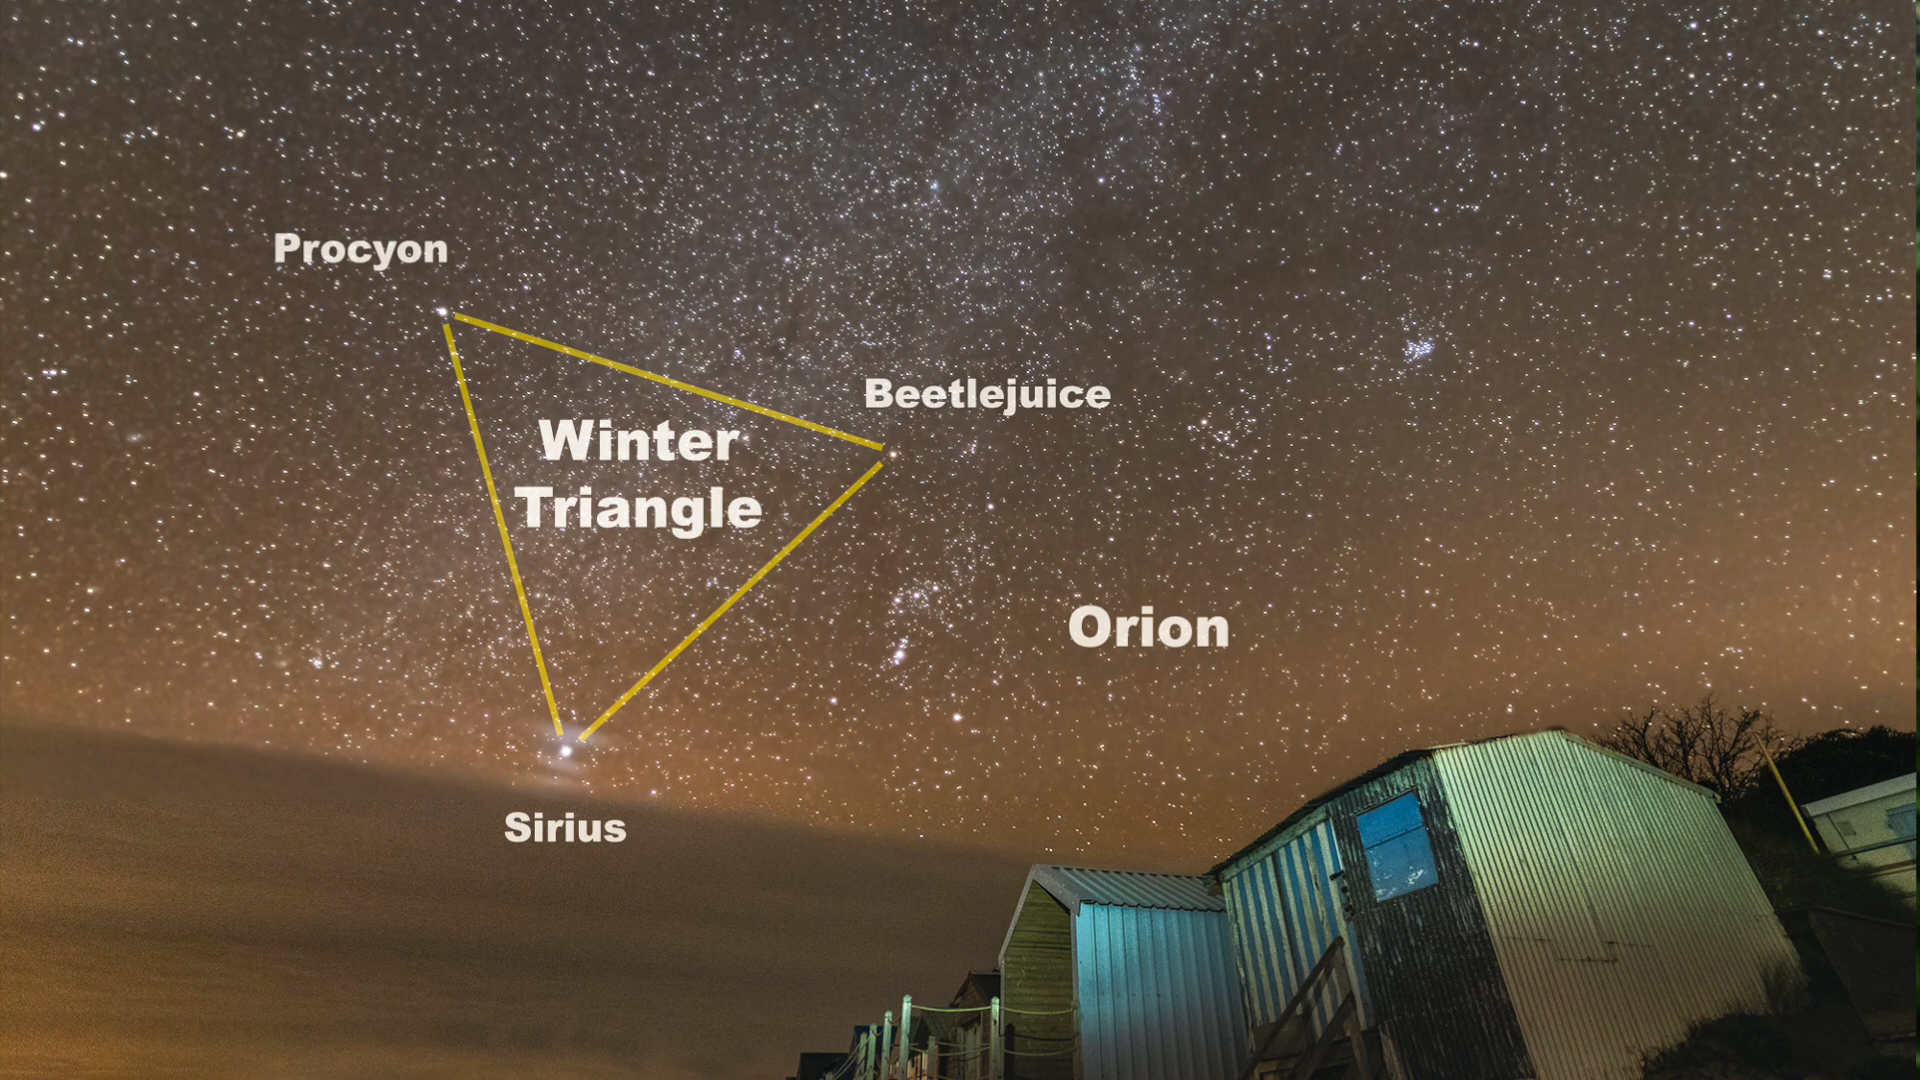 Procyon
Beetlejuice
Winter
Triangle
Orion
Sirius